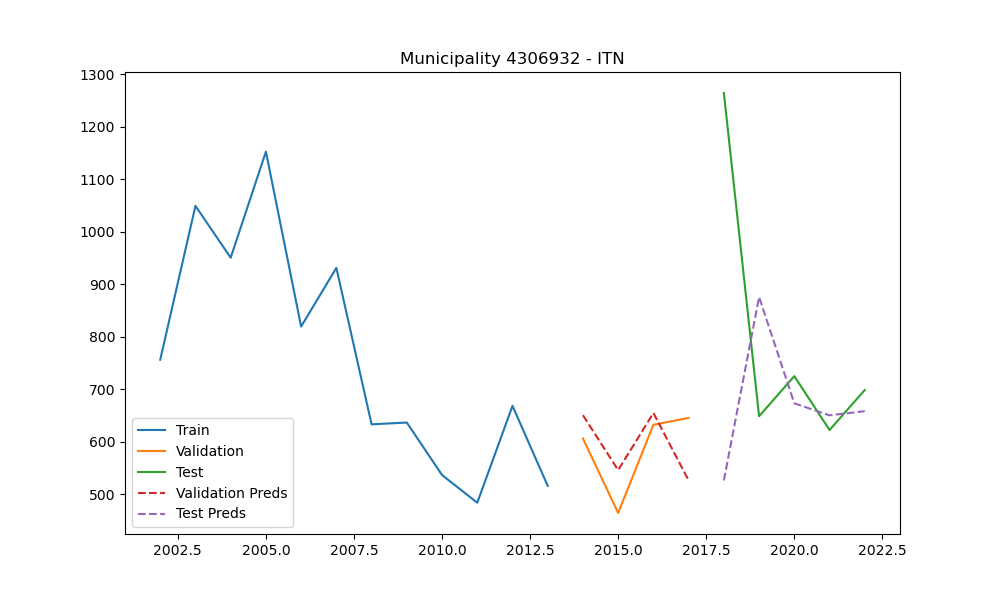 Municipality 4306932 - ITN
1300
1200
1100
1000
900
800
700
600
500
Train
Validation
Test
Validation Preds
Test Preds
2002.5 2005.0 2007.5 2010.0 2012.5 2015.0 2017.5 2020.0 2022.5